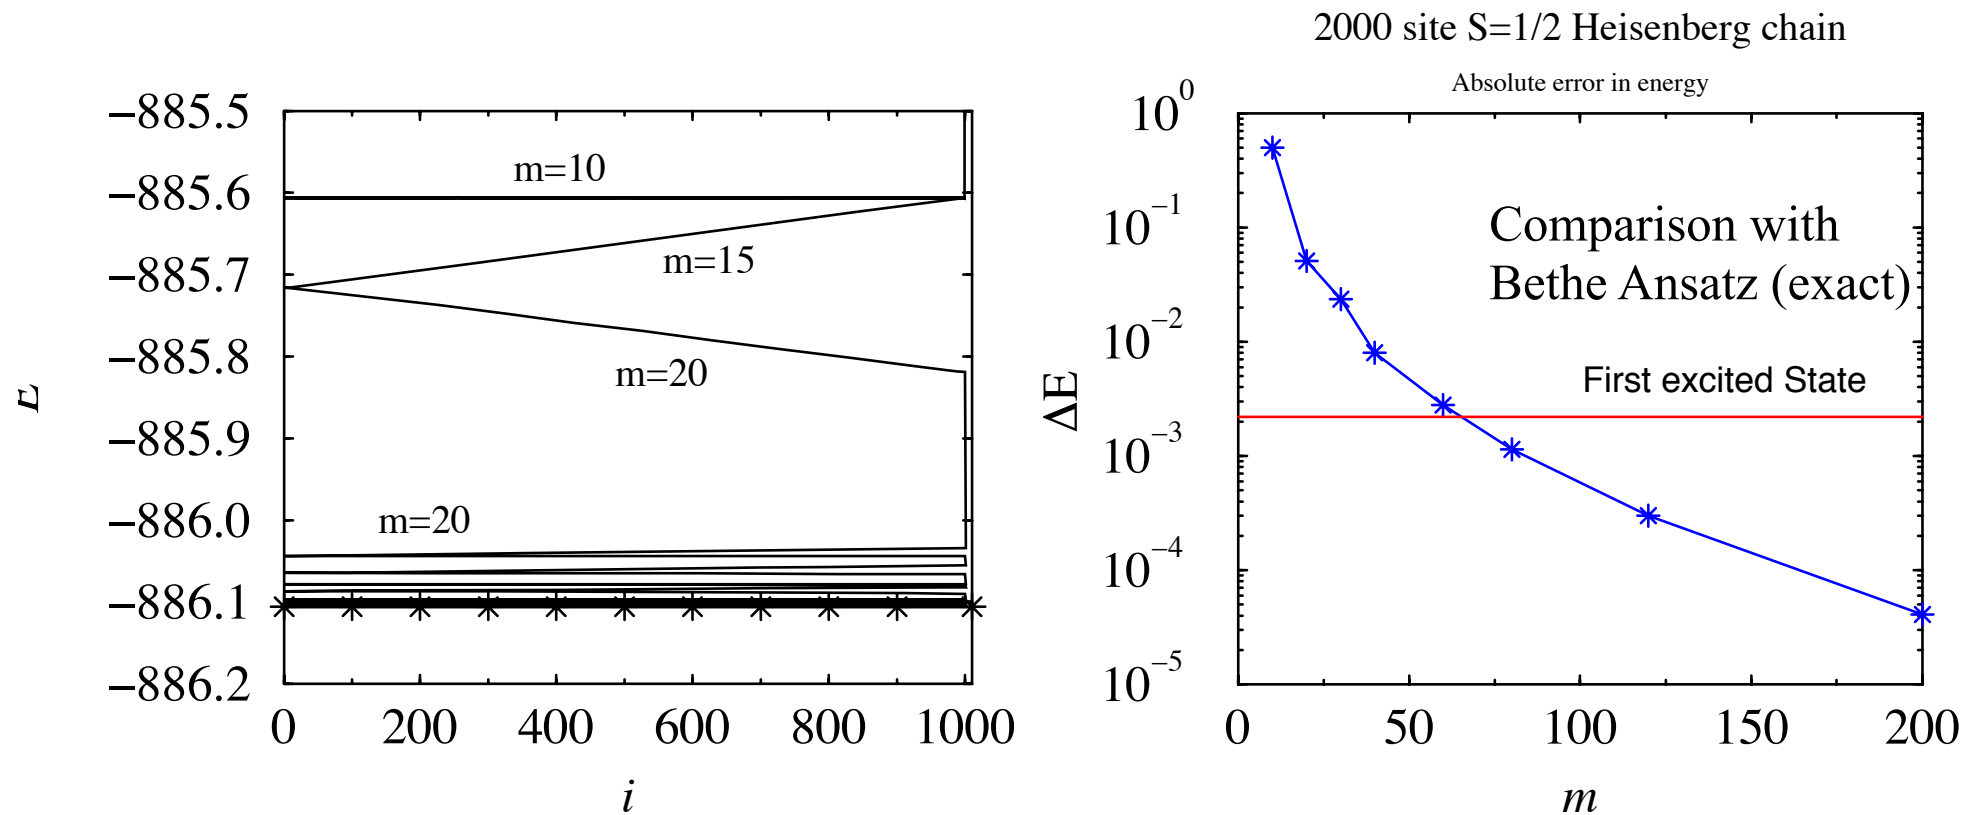 −885.5
−885.6
−885.7
−885.8
−885.9
−886.0
−886.1
−886.2
E
m=10
m=15
m=20
m=20
0 200 400 600 800 1000
i
2000 site S=1/2 Heisenberg chain
Absolute error in energy
10⁰
10⁻¹
10⁻²
10⁻³
10⁻⁴
10⁻⁵
ΔE
Comparison with
Bethe Ansatz (exact)
First excited State
0 50 100 150 200
m